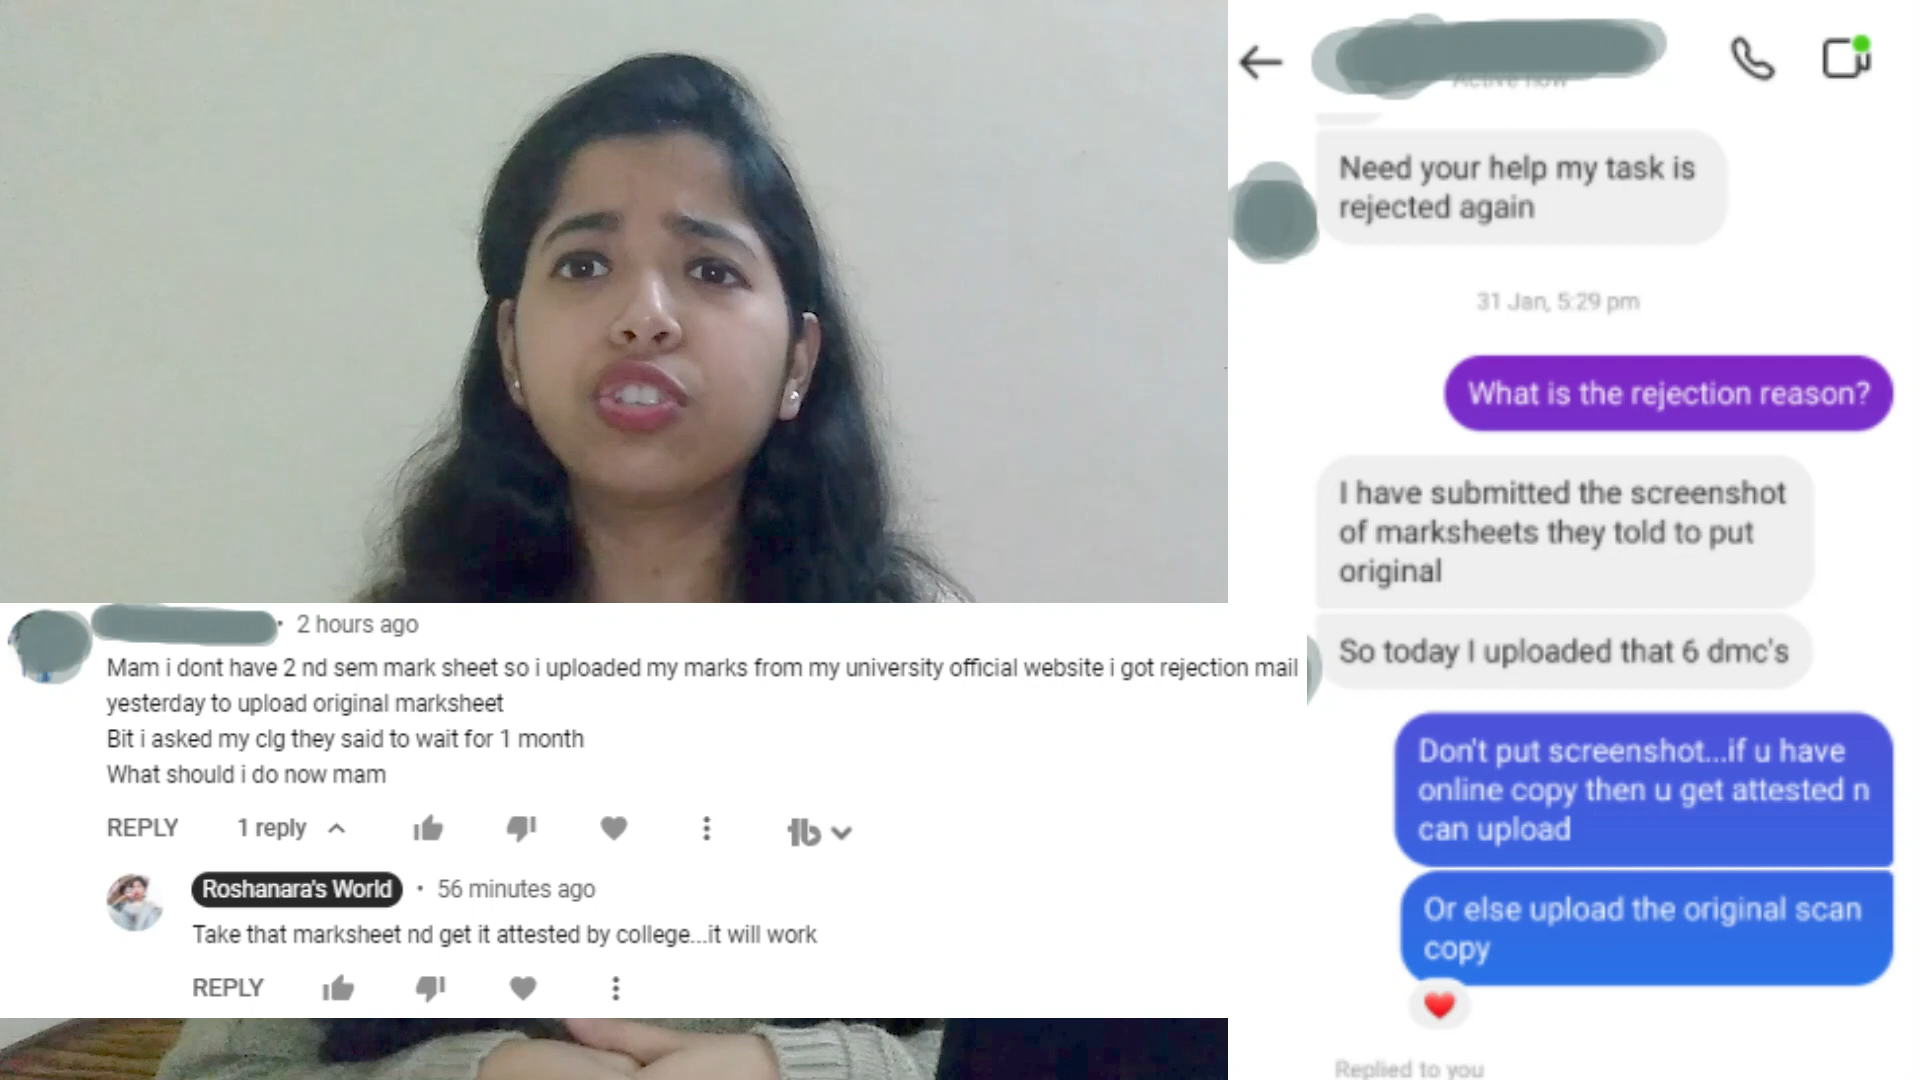 2 hours ago
Mam i dont have 2 nd sem mark sheet so i uploaded my marks from my university official website i got rejection mail
yesterday to upload original marksheet
Bit i asked my clg they said to wait for 1 month
What should i do now mam
REPLY 1 reply
Roshanara's World • 56 minutes ago
Take that marksheet nd get it attested by college...it will work
REPLY
Active now
Need your help my task is
rejected again
31 Jan, 5:29 pm
What is the rejection reason?
I have submitted the screenshot
of marksheets they told to put
original
So today I uploaded that 6 dmc's
Don't put screenshot...if u have
online copy then u get attested n
can upload
Or else upload the original scan
copy
Replied to you